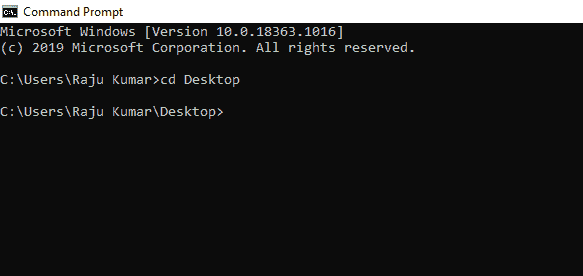 Command Prompt
Microsoft Windows [Version 10.0.18363.1016]
(c) 2019 Microsoft Corporation. All rights reserved.
C:\Users\Raju Kumar>cd Desktop
C:\Users\Raju Kumar\Desktop>